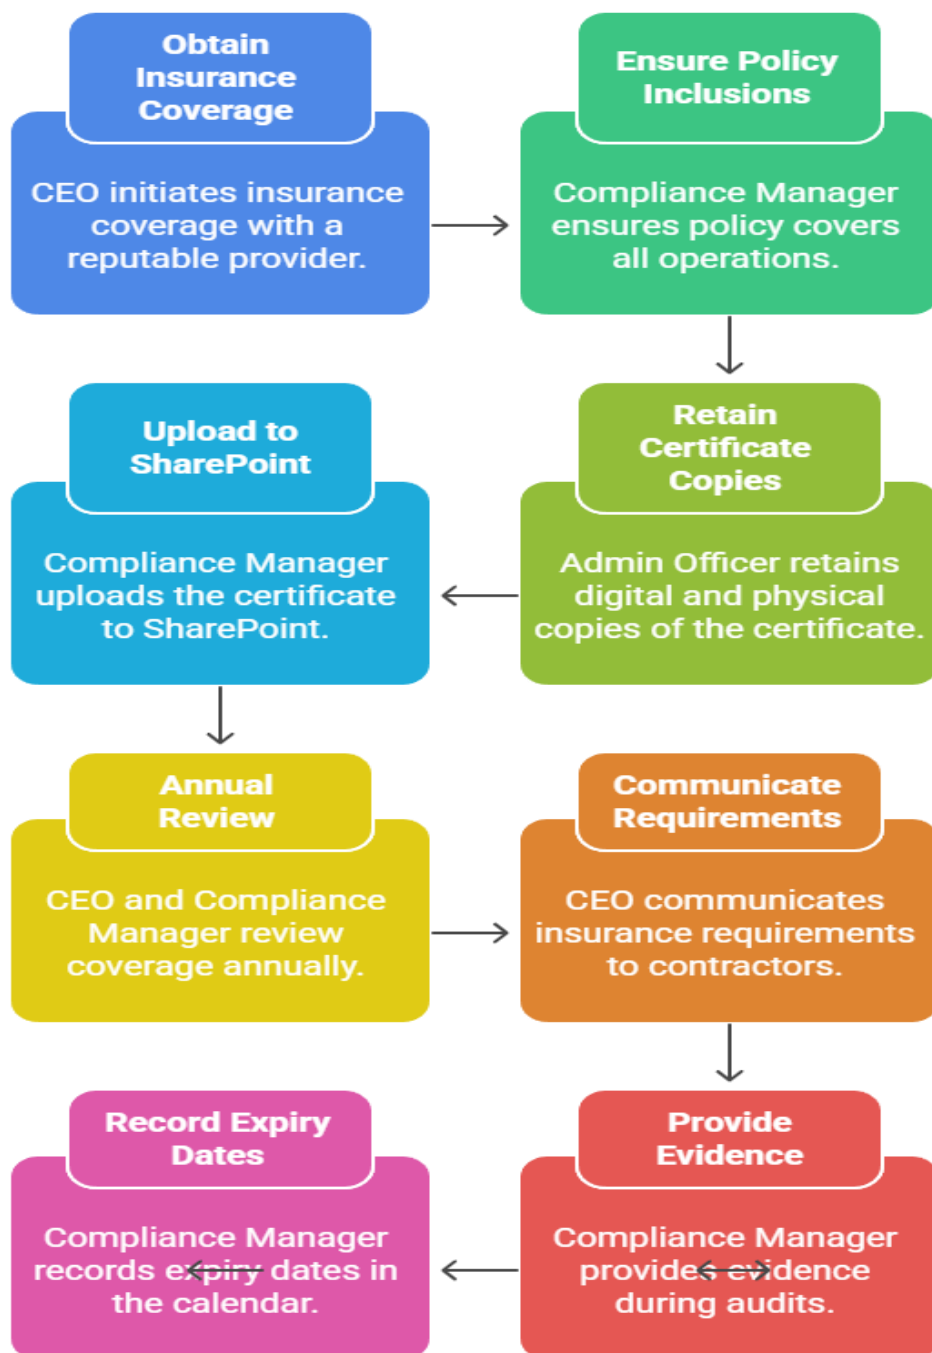 Obtain
Insurance
Coverage
CEO initiates insurance
coverage with a
reputable provider.
Ensure Policy
Inclusions
Compliance Manager
ensures policy covers
all operations.
Retain
Certificate
Copies
Admin Officer retains
digital and physical
copies of the certificate.
Upload to
SharePoint
Compliance Manager
uploads the certificate
to SharePoint.
Annual
Review
CEO and Compliance
Manager review
coverage annually.
Communicate
Requirements
CEO communicates
insurance requirements
to contractors.
Provide
Evidence
Compliance Manager
provides evidence
during audits.
Record Expiry
Dates
Compliance Manager
records expiry dates in
the calendar.